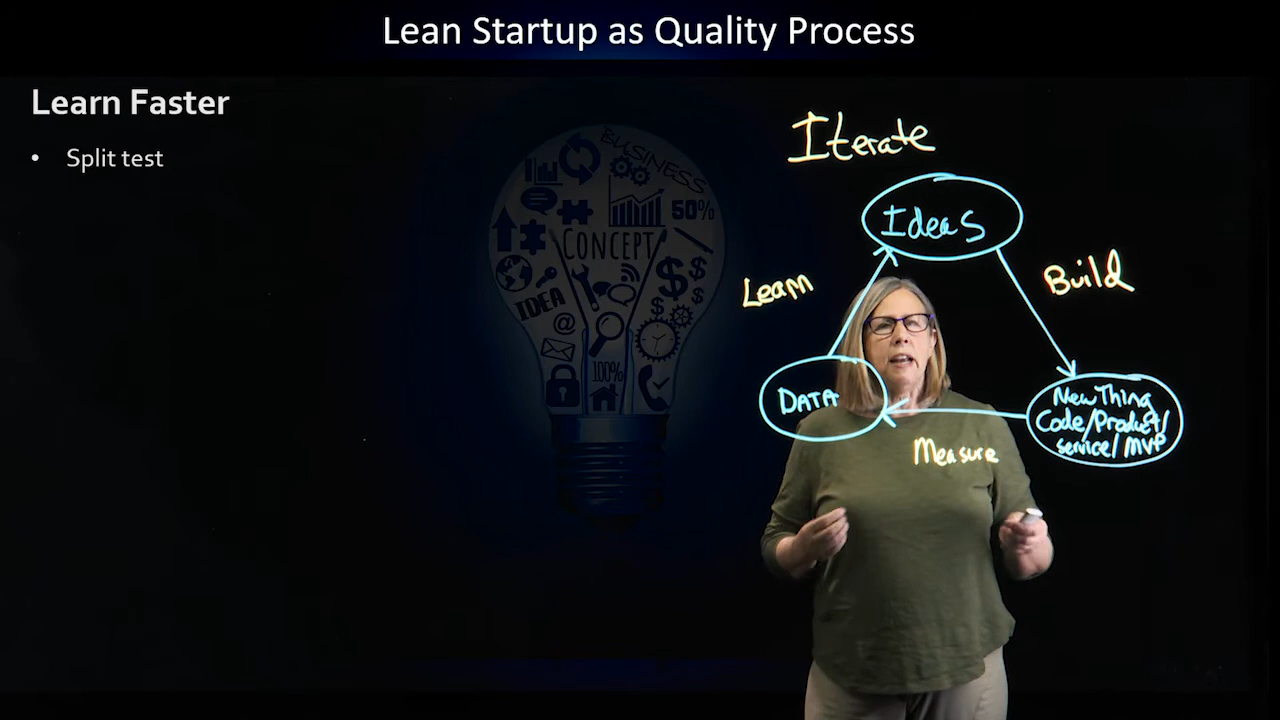 Lean Startup as Quality Process
Learn Faster
• Split test
BUSINESS
50%
CONCEPT
IDEA
@
100%
$
$
$
$
$
Iterate
Ideas
Learn
Build
DATA
New Thing
Code/Product/
service/MVP
Measure